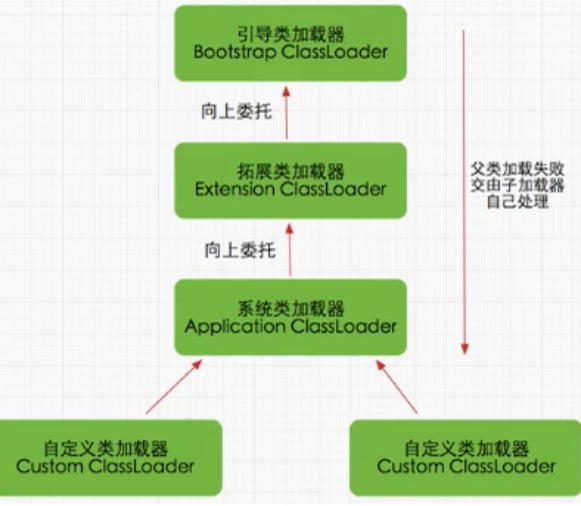 引导类加载器
Bootstrap ClassLoader
向上委托
拓展类加载器
Extension ClassLoader
父类加载失败
交由子加载器
自己处理
向上委托
系统类加载器
Application ClassLoader
自定义类加载器
Custom ClassLoader
自定义类加载器
Custom ClassLoader